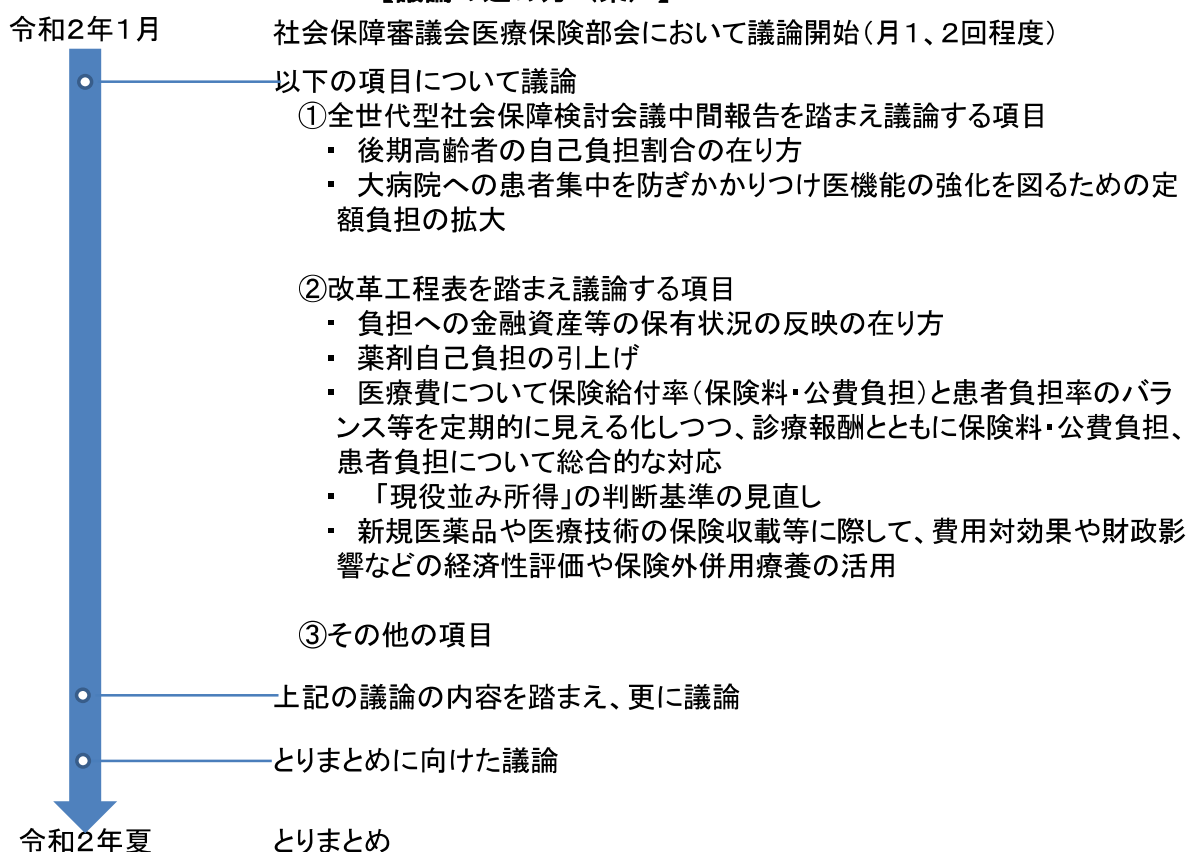 令和２年１月
社会保障審議会医療保険部会において議論開始（月１、２回程度）
以下の項目について議論
①全世代型社会保障検討会議中間報告を踏まえ議論する項目
・ 後期高齢者の自己負担割合の在り方
・ 大病院への患者集中を防ぎかかりつけ医機能の強化を図るための定
額負担の拡大
②改革工程表を踏まえ議論する項目
・ 負担への金融資産等の保有状況の反映の在り方
・ 薬剤自己負担の引上げ
・ 医療費について保険給付率（保険料・公費負担）と患者負担率のバラ
ンス等を定期的に見える化しつつ、診療報酬とともに保険料・公費負担、
患者負担について総合的な対応
・ 「現役並み所得」の判断基準の見直し
・ 新規医薬品や医療技術の保険収載等に際して、費用対効果や財政影
響などの経済性評価や保険外併用療養の活用
③その他の項目
上記の議論の内容を踏まえ、更に議論
とりまとめに向けた議論
令和２年夏
とりまとめ